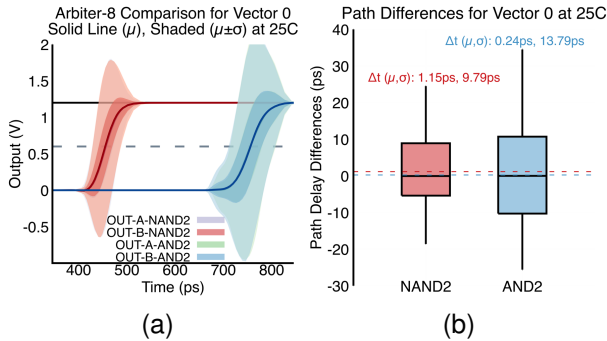 Arbiter-8 Comparison for Vector 0
Solid Line (μ), Shaded (μ±σ) at 25C
2
1.5
1
0.5
0
-0.5
Output (V)
OUT-A-NAND2
OUT-B-NAND2
OUT-A-AND2
OUT-B-AND2
400
500
600
700
800
Time (ps)
(a)
Path Differences for Vector 0 at 25C
Δt (μ,σ): 0.24ps, 13.79ps
Δt (μ,σ): 1.15ps, 9.79ps
40
30
20
10
0
-10
-20
-30
Path Delay Differences (ps)
NAND2
AND2
(b)